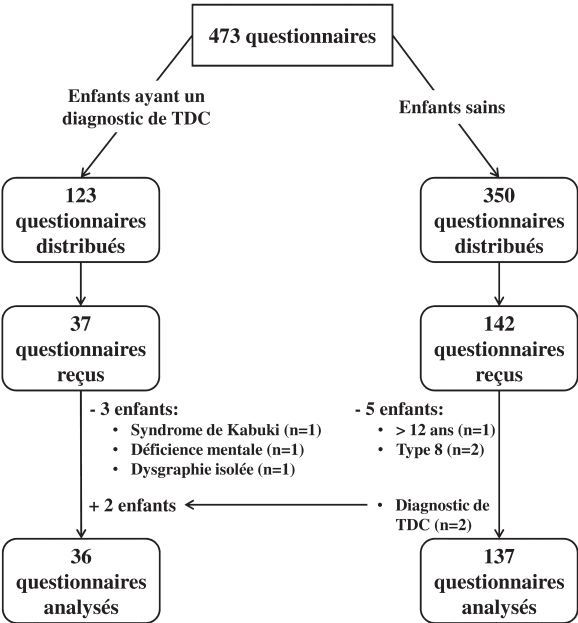 473 questionnaires
Enfants ayant un
diagnostic de TDC
Enfants sains
123
questionnaires
distribués
350
questionnaires
distribués
37
questionnaires
reçus
142
questionnaires
reçus
- 3 enfants:
• Syndrome de Kabuki (n=1)
• Déficience mentale (n=1)
• Dysgraphie isolée (n=1)
+ 2 enfants
- 5 enfants:
• > 12 ans (n=1)
• Type 8 (n=2)
• Diagnostic de
TDC (n=2)
36
questionnaires
analysés
137
questionnaires
analysés